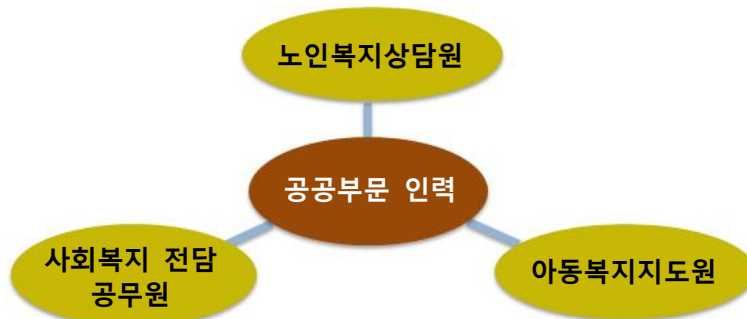 노인복지상담원
공공부문 인력
사회복지 전담
공무원
아동복지지도원